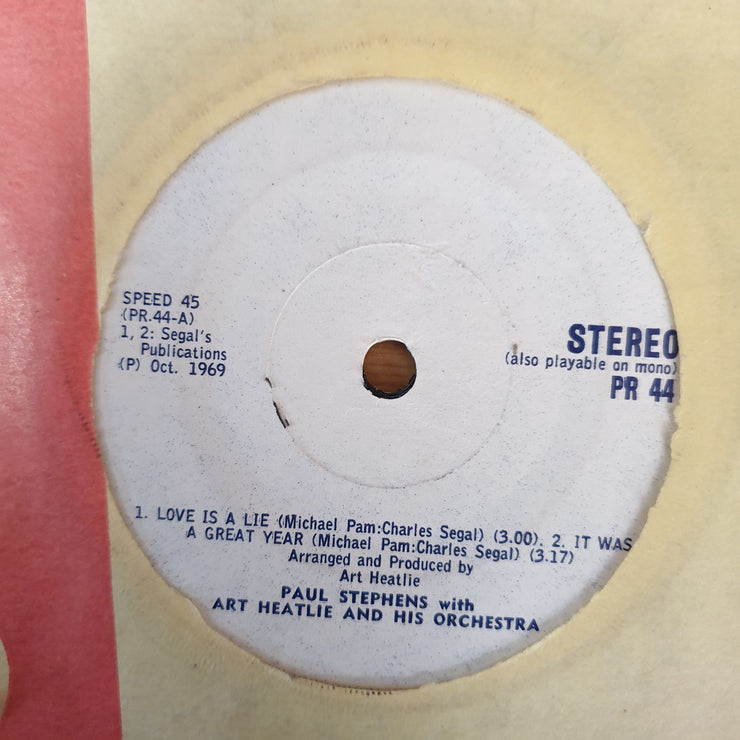 SPEED 45
(PR.44-A)
1, 2: Segal's
Publications
(P) Oct. 1969
STEREO
(also playable on mono)
PR 44
1. LOVE IS A LIE (Michael Pam:Charles Segal) (3.00). 2. IT WAS
A GREAT YEAR (Michael Pam:Charles Segal) (3.17)
Arranged and Produced by
Art Heatlie
PAUL STEPHENS with
ART HEATLIE AND HIS ORCHESTRA